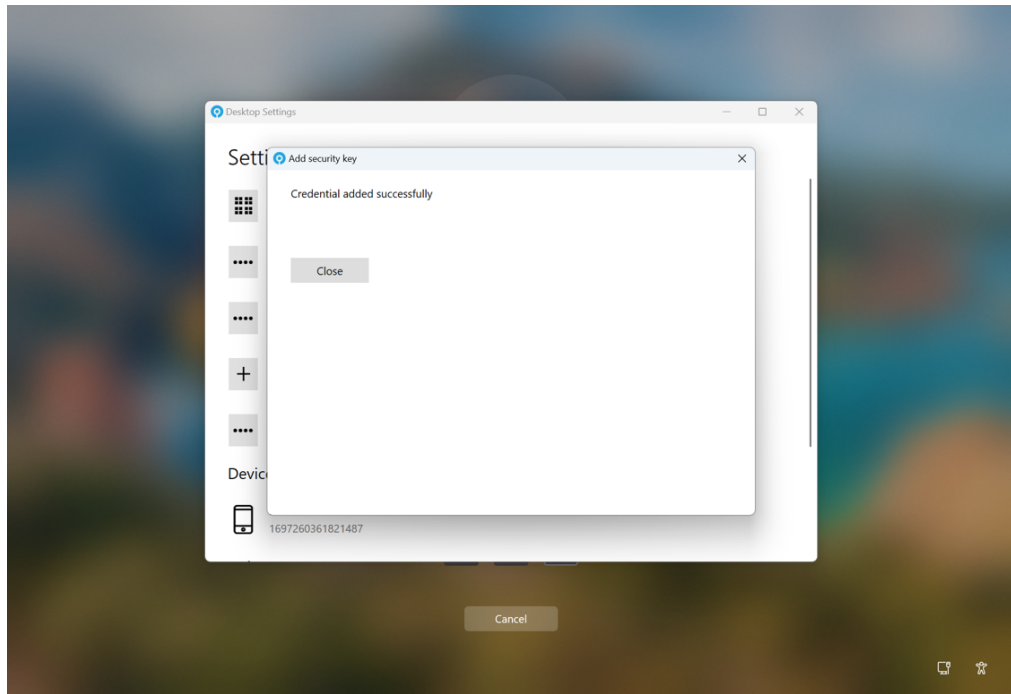 Desktop Settings
Setti
Add security key
Credential added successfully
Close
Devic
1697260361821487
Cancel